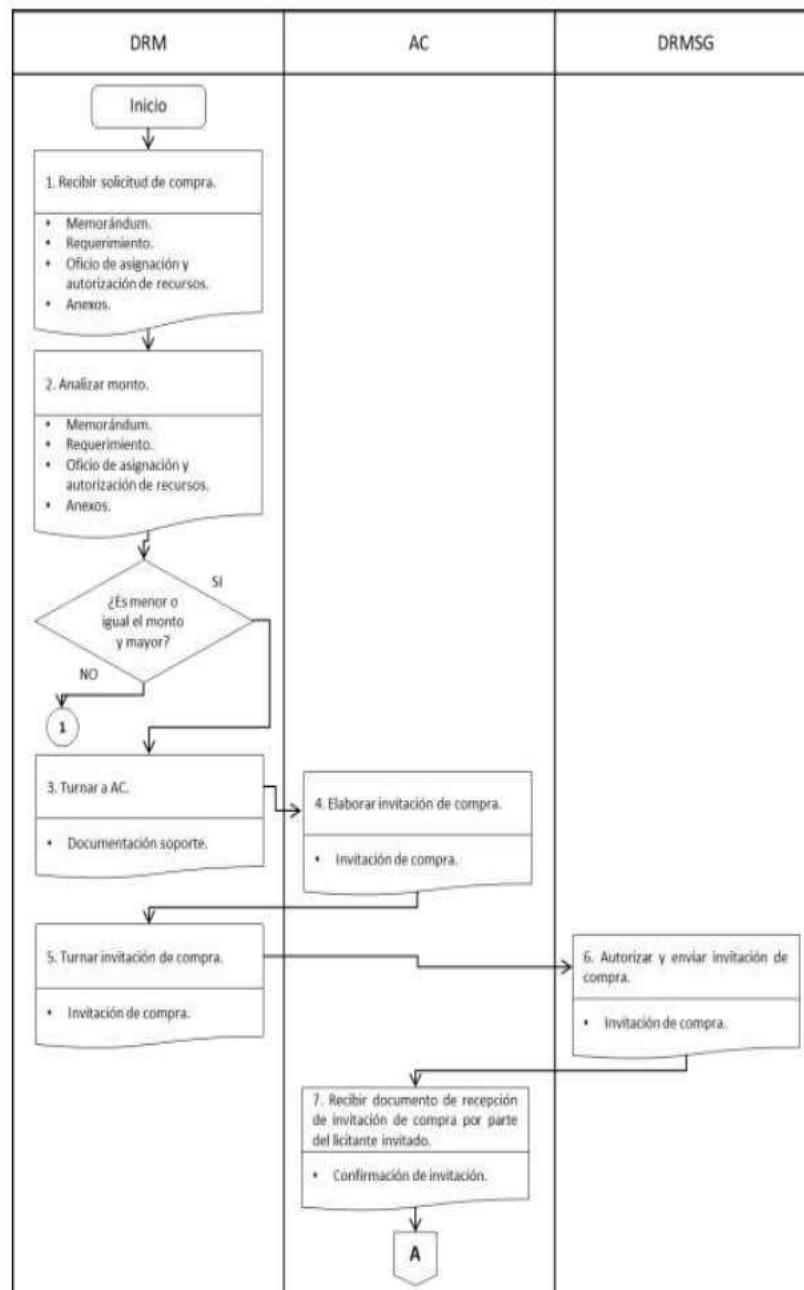 DRM
AC
DRMSG
Inicio
1. Recibir solicitud de compra.
• Memorándum.
• Requerimiento.
• Oficio de asignación y
autorización de recursos.
• Anexos.
2. Analizar monto.
• Memorándum.
• Requerimiento.
• Oficio de asignación y
autorización de recursos.
• Anexos.
SI
¿Es menor o
igual el monto
y mayor?
NO
1
3. Turnar a AC.
• Documentación soporte.
4. Elaborar invitación de compra.
• Invitación de compra.
5. Turnar invitación de compra.
• Invitación de compra.
6. Autorizar y enviar invitación de
compra.
• Invitación de compra.
7. Recibir documento de recepción
de invitación de compra por parte
del licitante invitado.
• Confirmación de invitación.
A